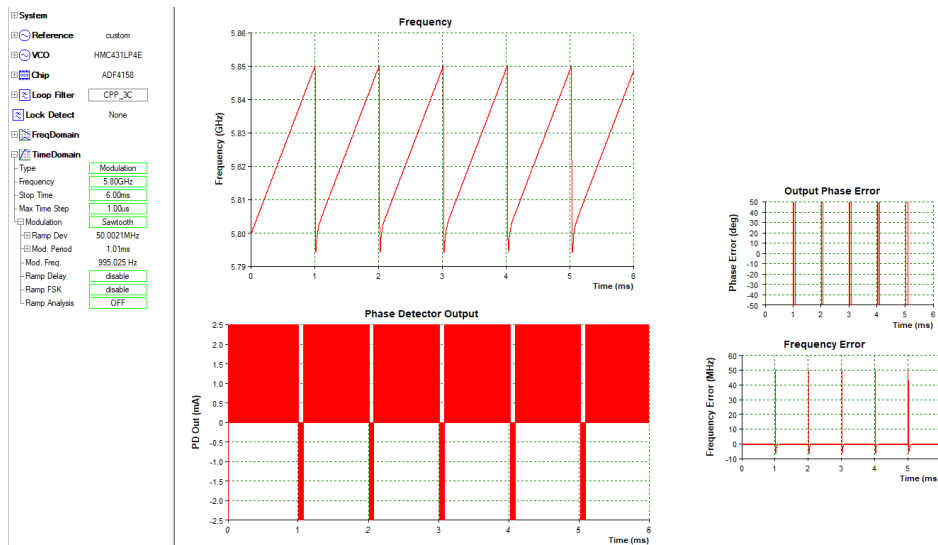 System
Reference custom
VCO HMC431LP4E
Chip ADF4158
Loop Filter CPP_3C
Lock Detect None
FreqDomain
TimeDomain
Type Modulation
Frequency 5.80GHz
Stop Time 6.00ms
Max Time Step 1.00us
Modulation Sawtooth
Ramp Dev 50.0021MHz
Mod. Period 1.01ms
Mod. Freq. 995.025 Hz
Ramp Delay disable
Ramp FSK disable
Ramp Analysis OFF
Frequency
Frequency (GHz)
5.86
5.85
5.84
5.83
5.82
5.81
5.80
5.79
0 1 2 3 4 5 6
Time (ms)
Phase Detector Output
PD Out (mA)
2.5
2.0
1.5
1.0
0.5
0
-0.5
-1.0
-1.5
-2.0
-2.5
0 1 2 3 4 5 6
Time (ms)
Output Phase Error
Phase Error (deg)
50
40
30
20
10
0
-10
-20
-30
-40
-50
0 1 2 3 4 5 6
Time (ms)
Frequency Error
Frequency Error (MHz)
60
50
40
30
20
10
0
-10
0 1 2 3 4 5
Time (ms)